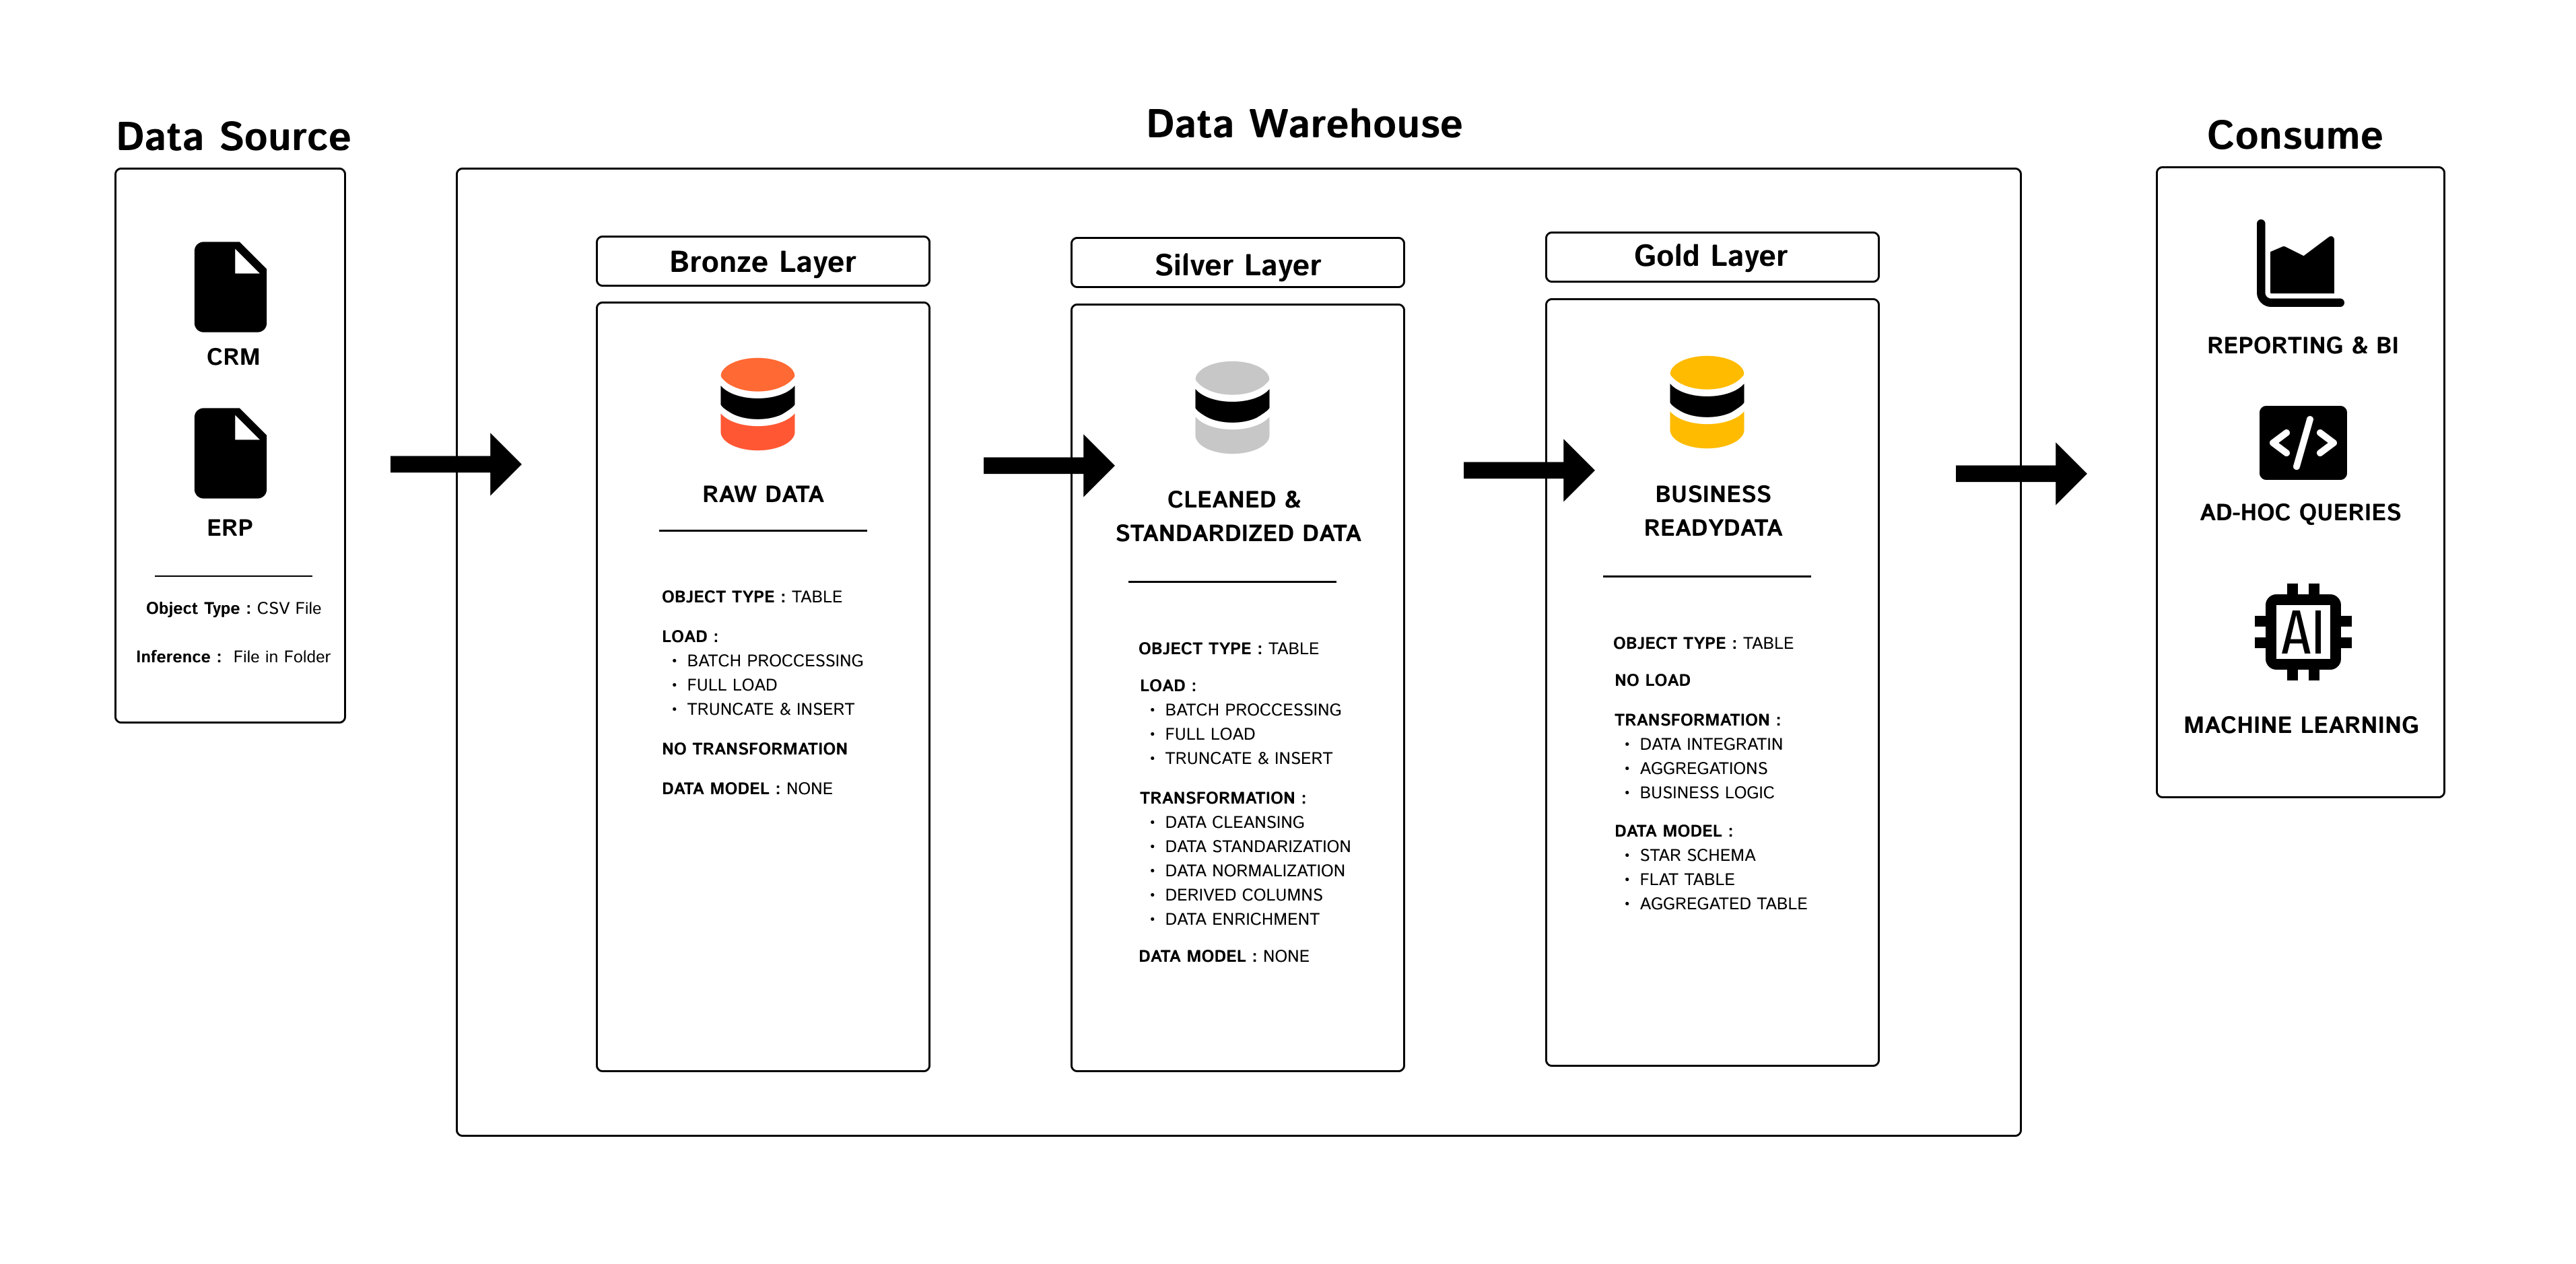 Data Source
CRM
ERP
Object Type : CSV File
Inference : File in Folder
Data Warehouse
Bronze Layer
RAW DATA
OBJECT TYPE : TABLE
LOAD :
• BATCH PROCCESSING
• FULL LOAD
• TRUNCATE & INSERT
NO TRANSFORMATION
DATA MODEL : NONE
Silver Layer
CLEANED &
STANDARDIZED DATA
OBJECT TYPE : TABLE
LOAD :
• BATCH PROCCESSING
• FULL LOAD
• TRUNCATE & INSERT
TRANSFORMATION :
• DATA CLEANSING
• DATA STANDARIZATION
• DATA NORMALIZATION
• DERIVED COLUMNS
• DATA ENRICHMENT
DATA MODEL : NONE
Gold Layer
BUSINESS
READYDATA
OBJECT TYPE : TABLE
NO LOAD
TRANSFORMATION :
• DATA INTEGRATIN
• AGGREGATIONS
• BUSINESS LOGIC
DATA MODEL :
• STAR SCHEMA
• FLAT TABLE
• AGGREGATED TABLE
Consume
REPORTING & BI
</>
AD-HOC QUERIES
AI
MACHINE LEARNING